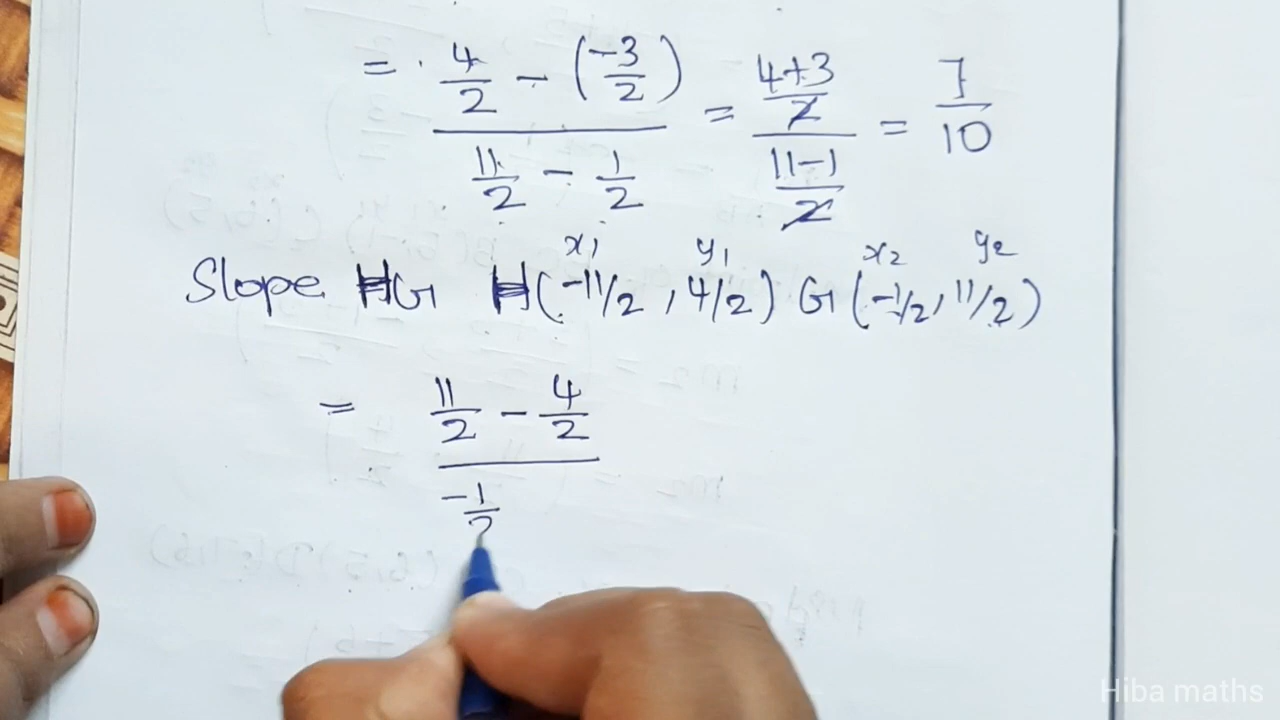 = 4/2 - (-3/2) / 11/2 - 1/2 = 4+3/2 / 11-1/2 = 7/10
x1 y1 x2 y2
Slope HG H(-11/2, 4/2) G(-1/2, 11/2)
= 11/2 - 4/2 / -1/2
Hiba maths